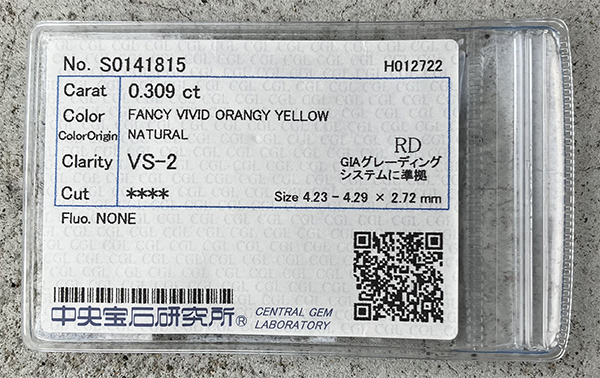 No. S0141815 H012722
Carat 0.309 ct
Color FANCY VIVID ORANGY YELLOW
ColorOrigin NATURAL
Clarity VS-2
RD
GIAグレーディング
システムに準拠
Cut **** Size 4.23 - 4.29 × 2.72 mm
Fluo. NONE
中央宝石研究所® CENTRAL GEM
LABORATORY